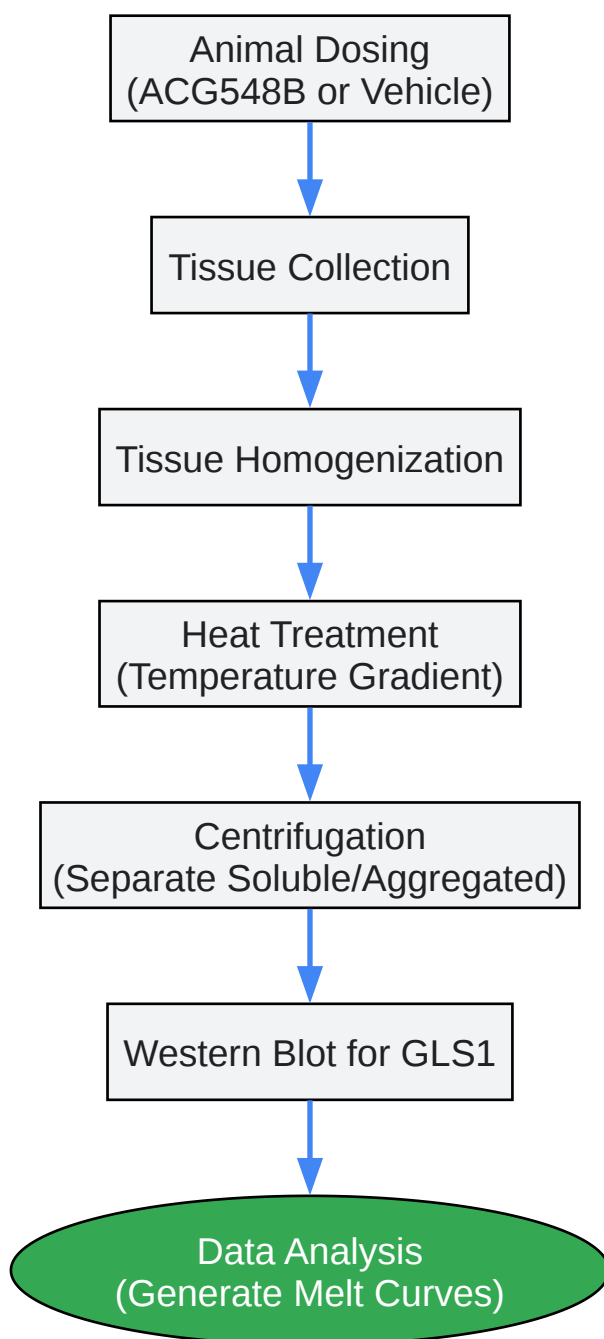 Animal Dosing
(ACG548B or Vehicle)
Tissue Collection
Tissue Homogenization
Heat Treatment
(Temperature Gradient)
Centrifugation
(Separate Soluble/Aggregated)
Western Blot for GLS1
Data Analysis
(Generate Melt Curves)